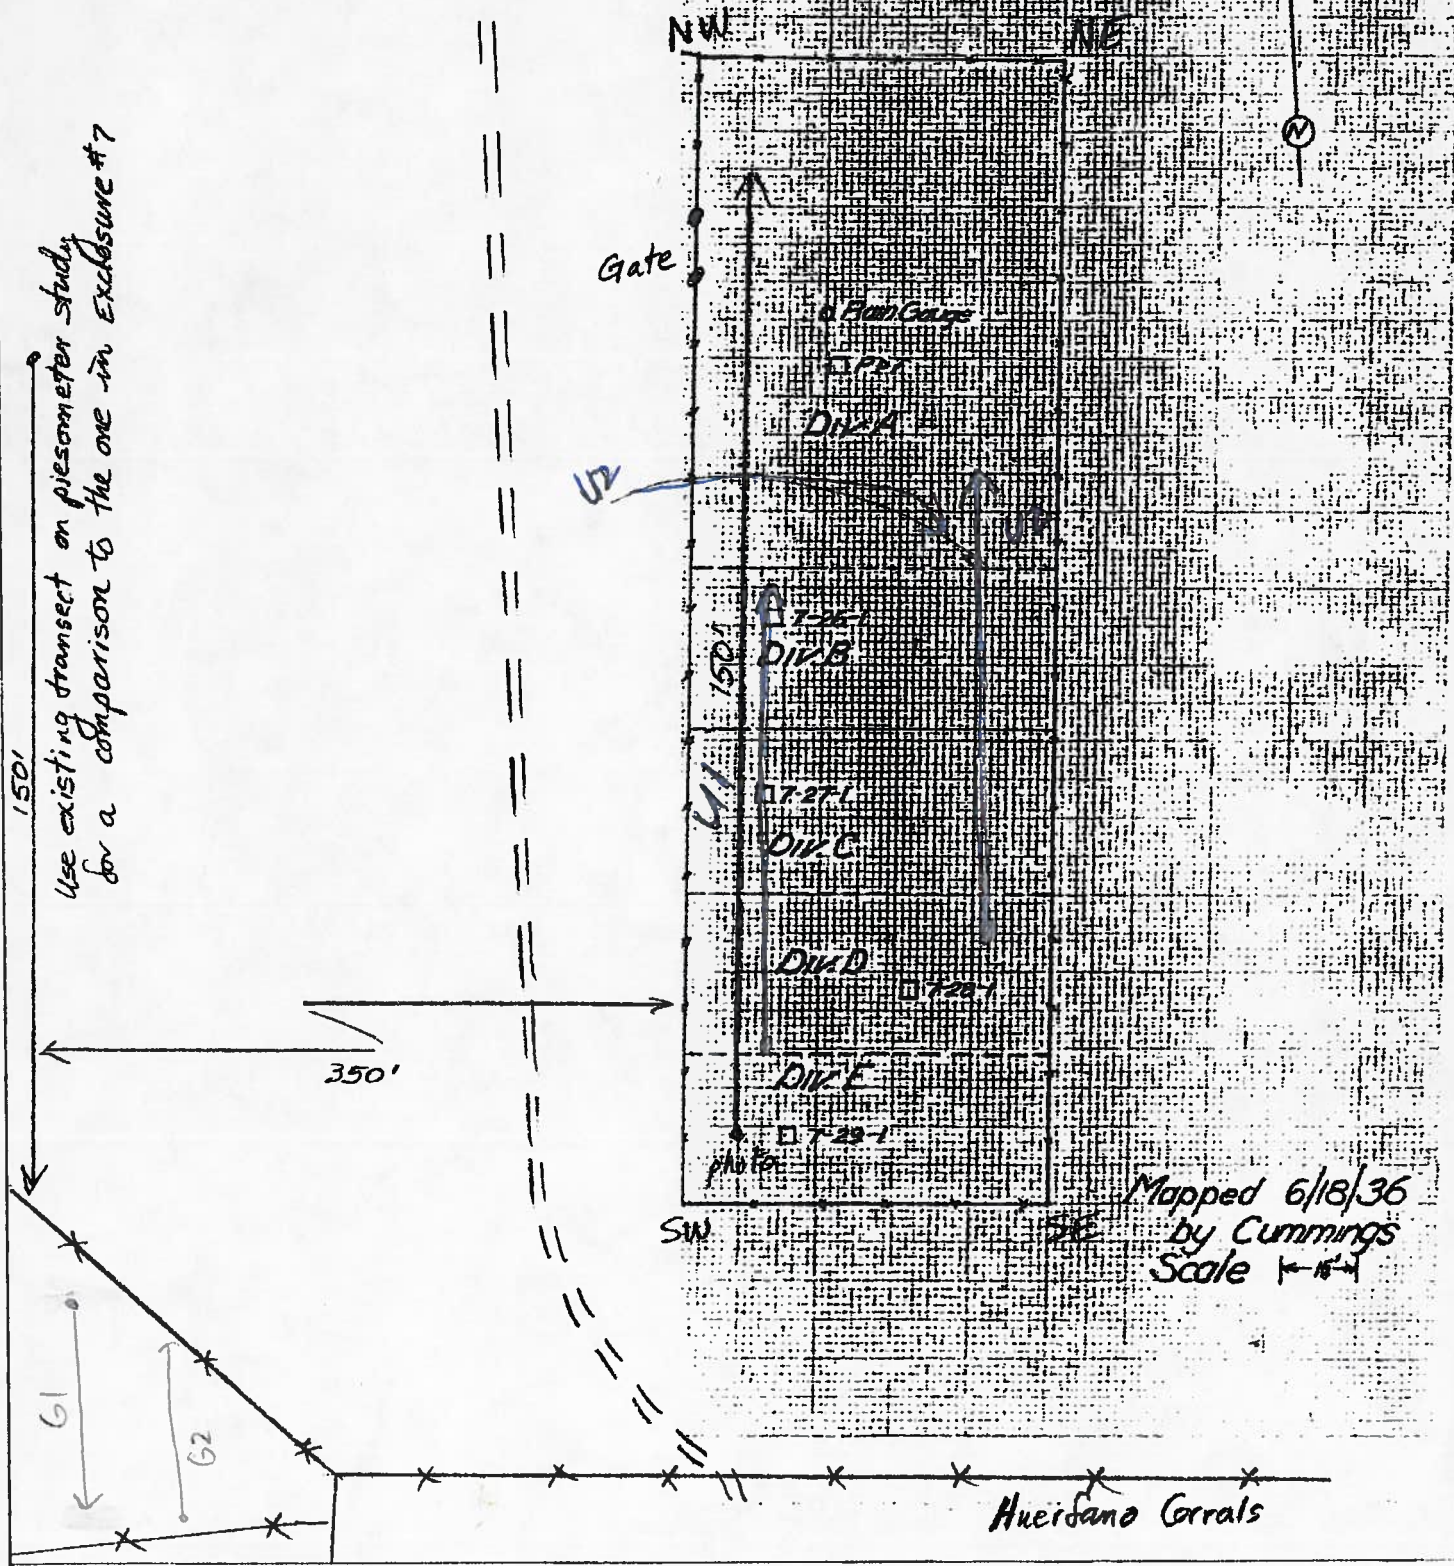 NW
NE
N
Use existing transect on piesometer study
for a comparison to the one in Exclosure #7
150'
Gate
Rain Gauge
PPT
Div. A
U2
U2
7-26-1
Div. B
150'
U1
7-27-1
Div. C
Div. D
7-28-1
350'
Div. E
7-29-1
photo
SW
SE
Mapped 6/18/36
by Cummings
Scale 15'
G1
G2
Huerfano Corrals